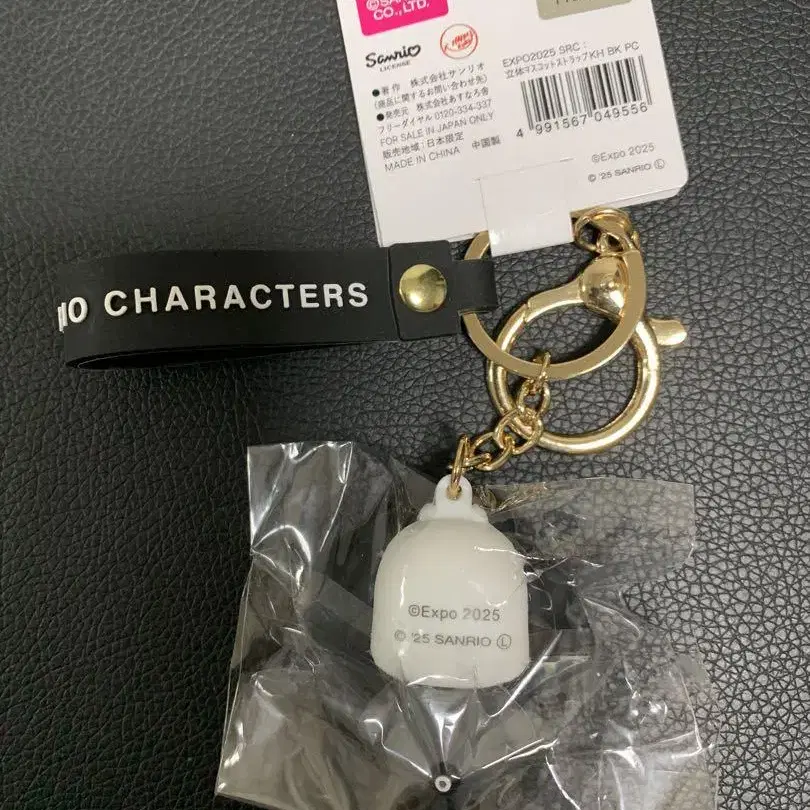 ©SAN
CO., LTD.
Sanrio
LICENSE
●著作 株式会社サンリオ
(商品に関するお問い合わせ先)
●発売元 株式会社あすなろ舎
フリーダイヤル 0120-334-337
FOR SALE IN JAPAN ONLY
販売地域:日本限定
MADE IN CHINA 中国製
EXPO2025 SRC:
立体マスコットストラップKH BK PC
4 991567 049556
©Expo 2025
© '25 SANRIO Ⓛ
IO CHARACTERS
©Expo 2025
© '25 SANRIO Ⓛ